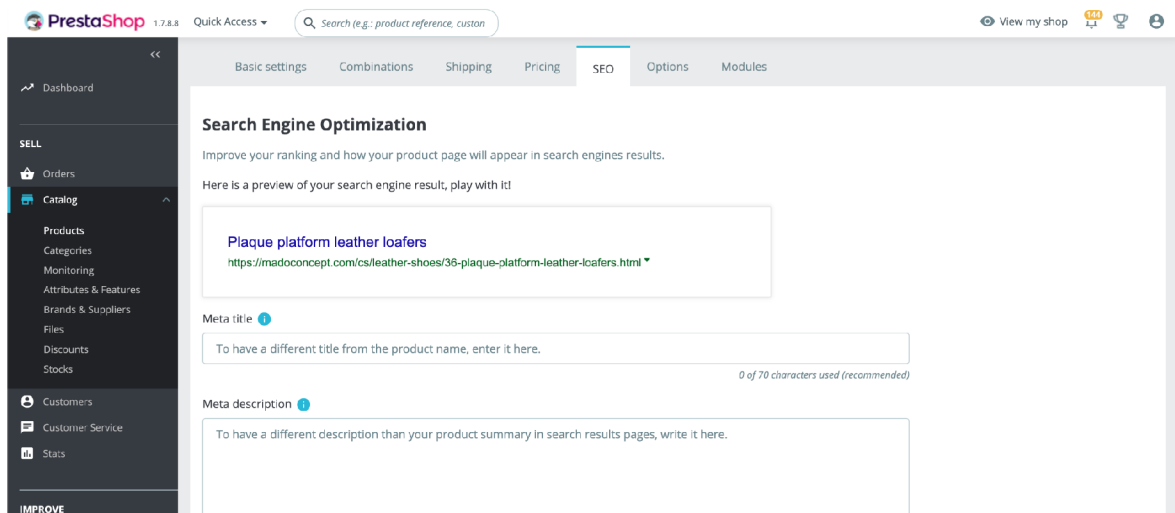 PrestaShop 1.7.8.8 Quick Access Search (e.g.: product reference, custon View my shop 144
Dashboard
SELL
Orders
Catalog
Products
Categories
Monitoring
Attributes & Features
Brands & Suppliers
Files
Discounts
Stocks
Customers
Customer Service
Stats
IMPROVE
Basic settings Combinations Shipping Pricing SEO Options Modules
Search Engine Optimization
Improve your ranking and how your product page will appear in search engines results.
Here is a preview of your search engine result, play with it!
Plaque platform leather loafers
https://madoconcept.com/cs/leather-shoes/36-plaque-platform-leather-loafers.html
Meta title
To have a different title from the product name, enter it here.
0 of 70 characters used (recommended)
Meta description
To have a different description than your product summary in search results pages, write it here.